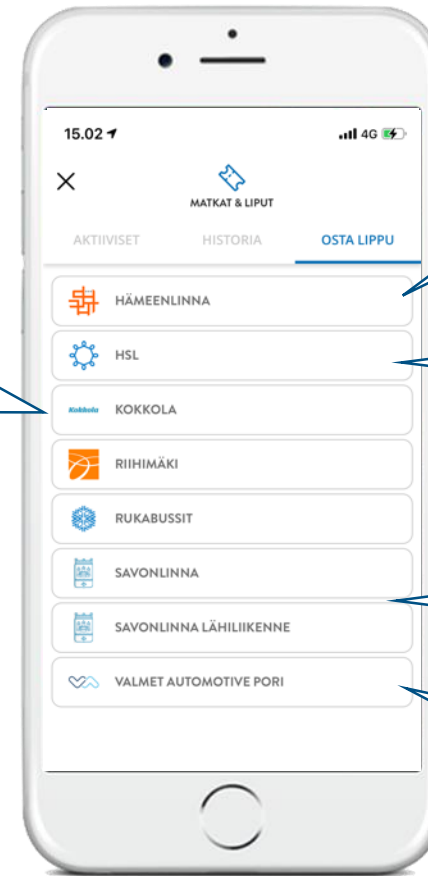 15.02
4G
MATKAT & LIPUT
AKTIIVISET HISTORIA OSTA LIPPU
HÄMEENLINNA
HSL
Kokkola KOKKOLA
RIIHIMÄKI
RUKABUSSIT
SAVONLINNA
SAVONLINNA LÄHILIIKENNE
VALMET AUTOMOTIVE PORI